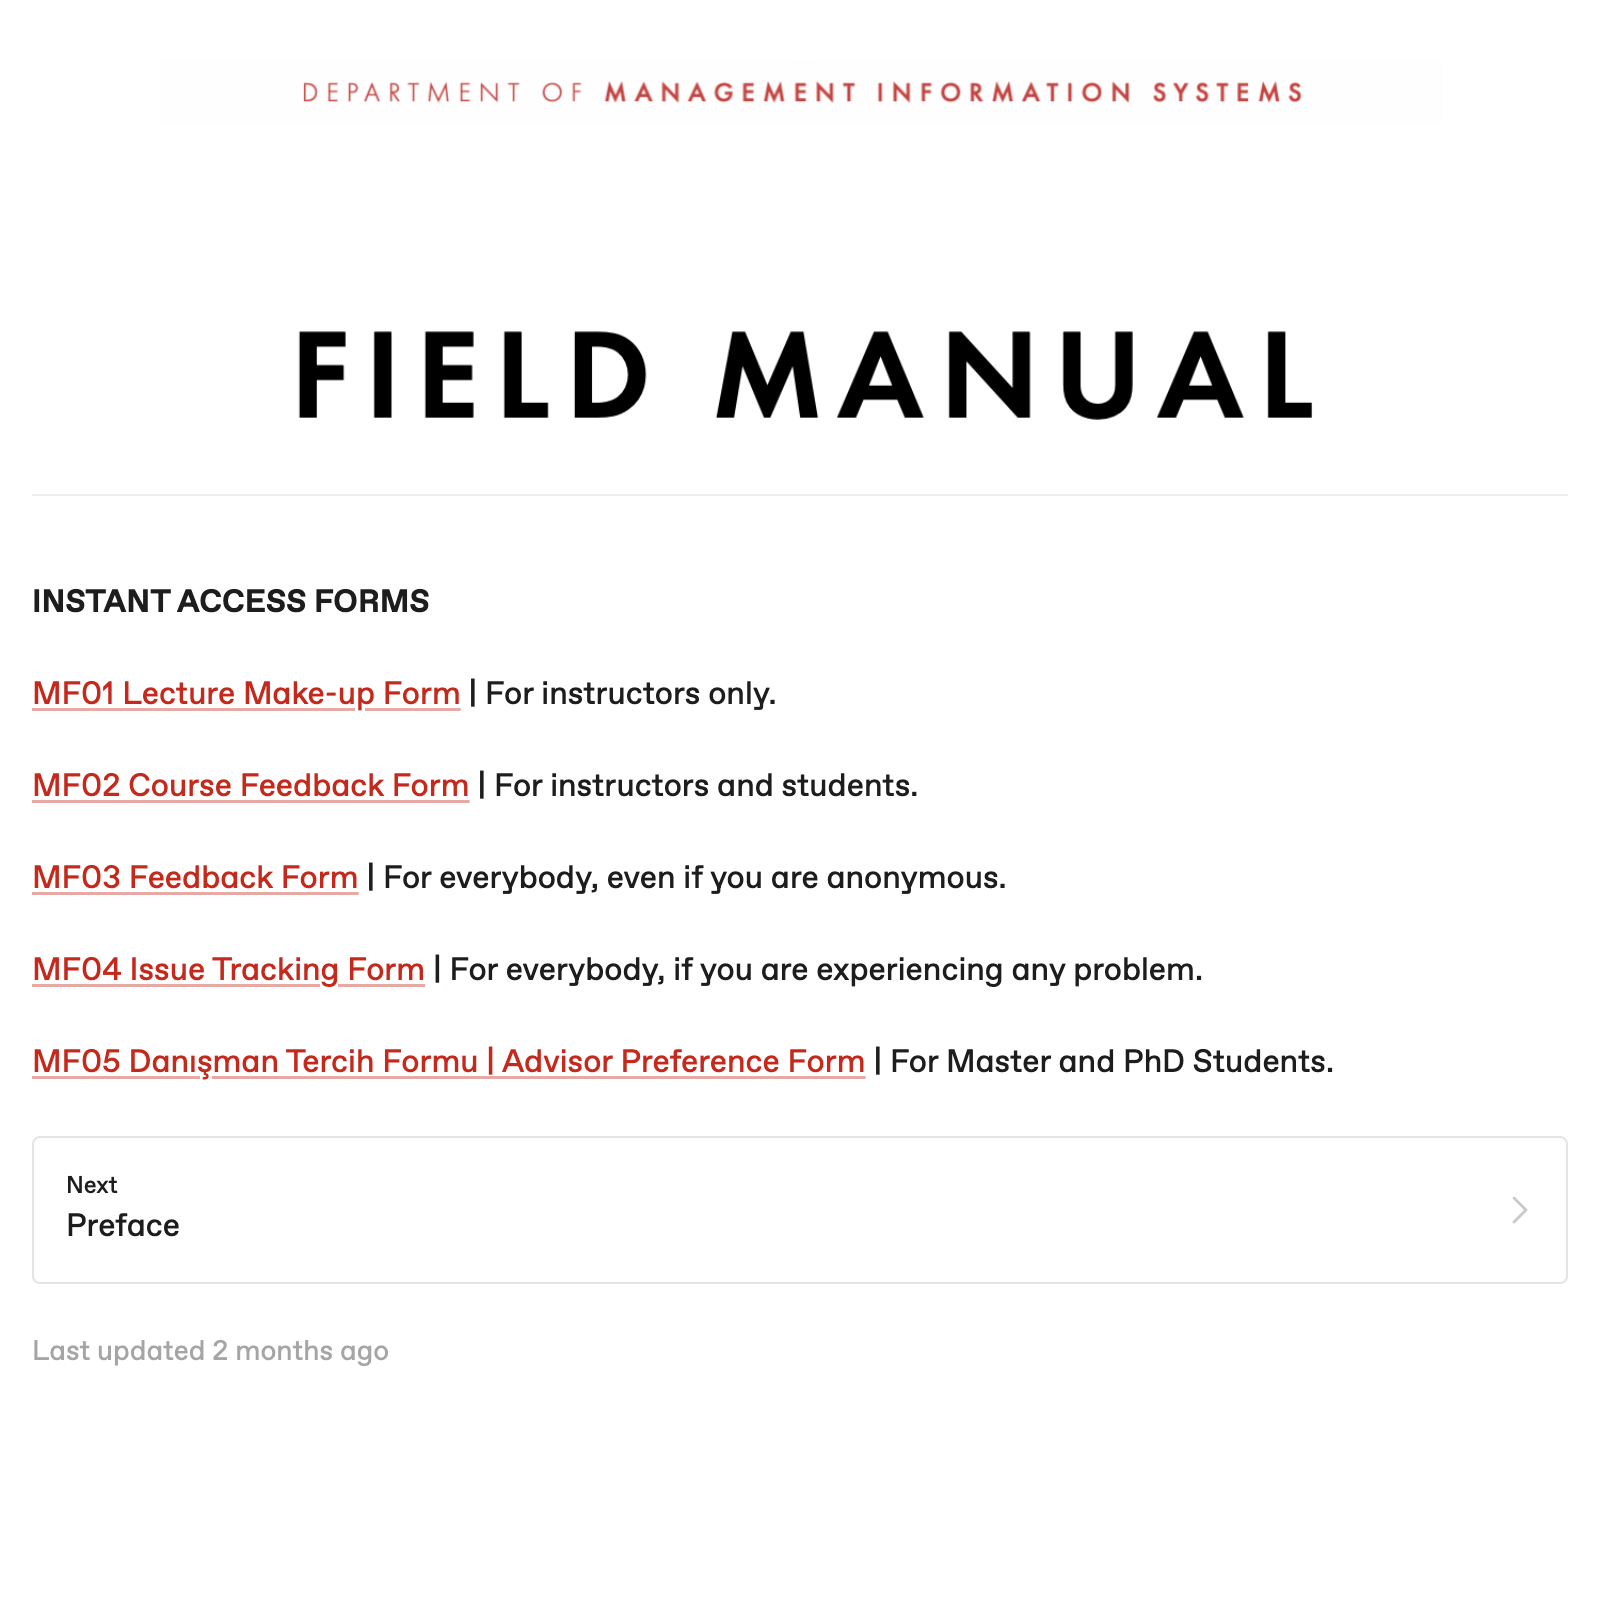 DEPARTMENT OF MANAGEMENT INFORMATION SYSTEMS
FIELD MANUAL
INSTANT ACCESS FORMS
MF01 Lecture Make-up Form | For instructors only.
MF02 Course Feedback Form | For instructors and students.
MF03 Feedback Form | For everybody, even if you are anonymous.
MF04 Issue Tracking Form | For everybody, if you are experiencing any problem.
MF05 Danışman Tercih Formu | Advisor Preference Form | For Master and PhD Students.
Next
Preface
Last updated 2 months ago